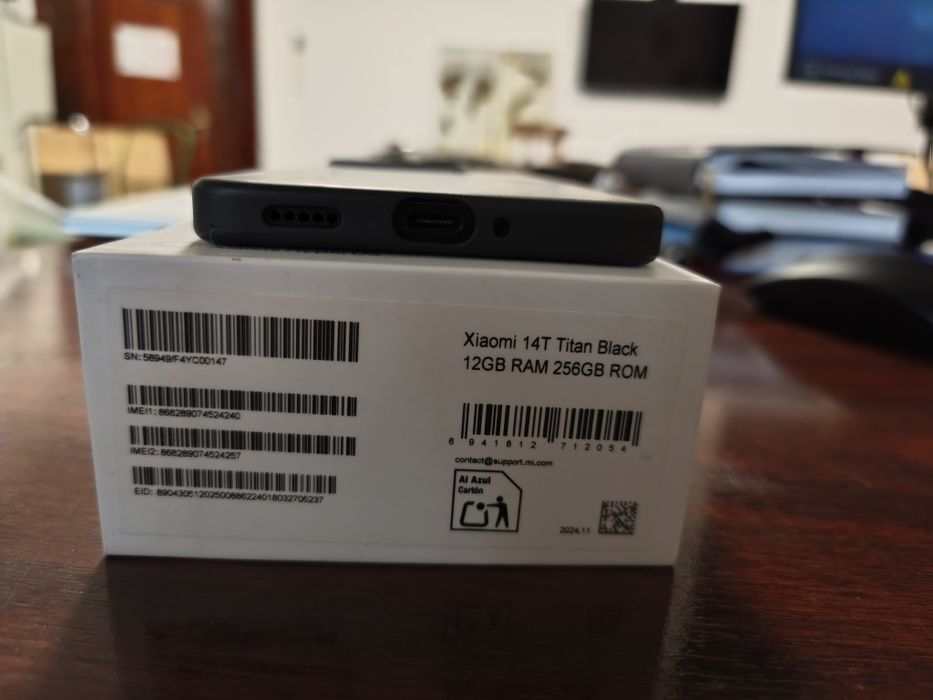 SN: 58949/F4YC00147
IMEI1: 868289074524240
IMEI2: 868289074524257
EID: 89043051202500886224018032705237
Xiaomi 14T Titan Black
12GB RAM 256GB ROM
6 941812 712054
contact@support.mi.com
Al Azul
Cartón
2024.11